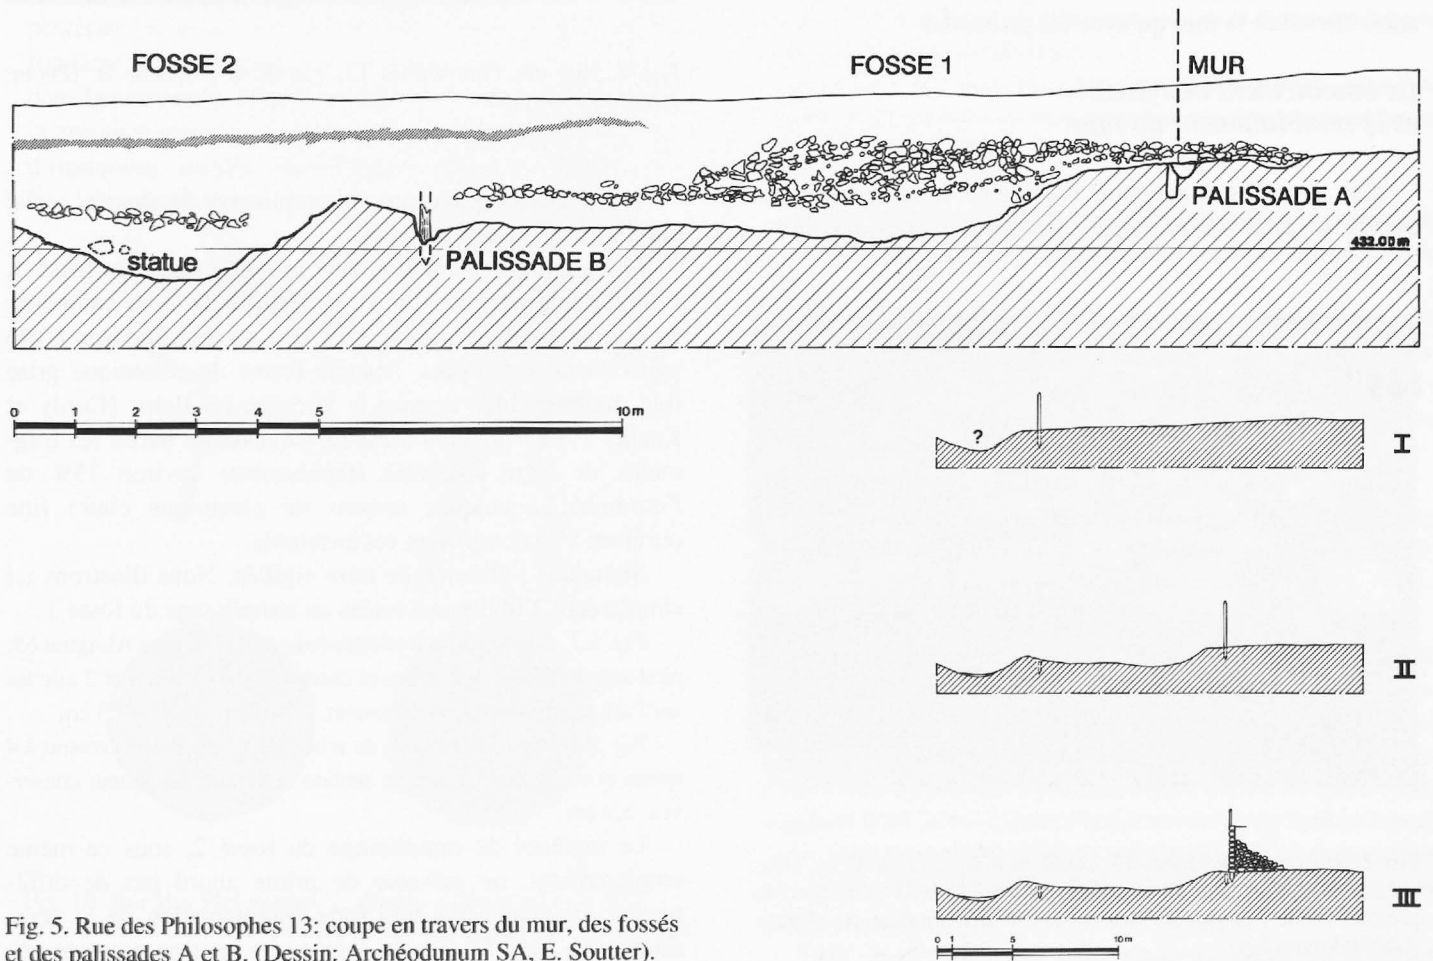 FOSSE 2
FOSSE 1
MUR
PALISSADE A
432.00 m
statue
PALISSADE B
0 1 2 3 4 5 10 m
?
I
II
III
0 1 5 10 m
Fig. 5. Rue des Philosophes 13: coupe en travers du mur, des fossés
et des palissades A et B. (Dessin: Archéodunum SA, E. Soutter).